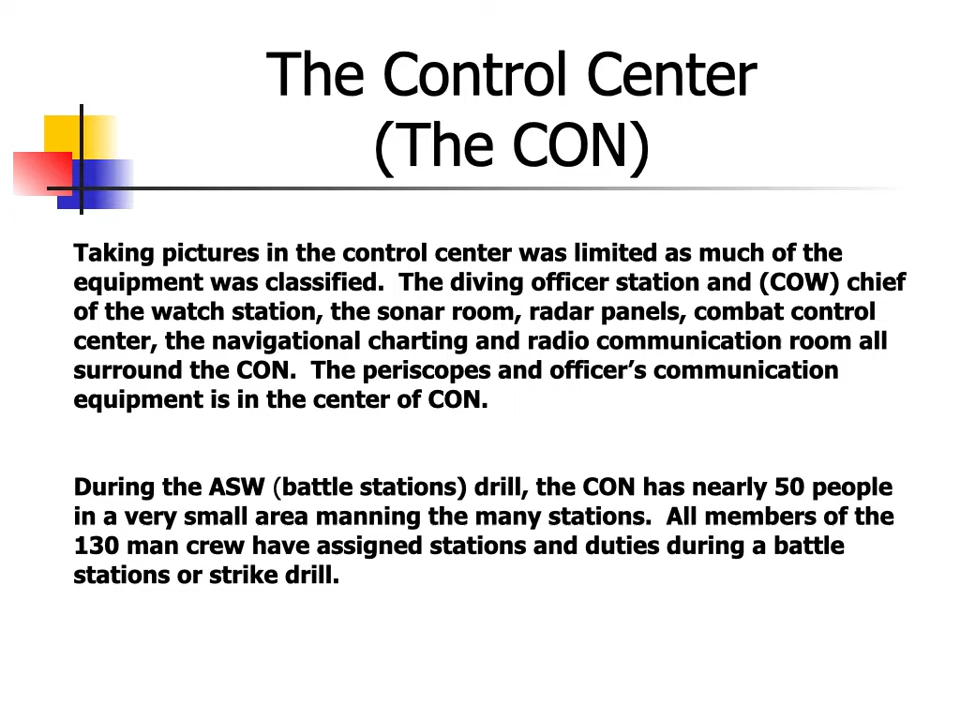 The Control Center
(The CON)
Taking pictures in the control center was limited as much of the
equipment was classified.  The diving officer station and (COW) chief
of the watch station, the sonar room, radar panels, combat control
center, the navigational charting and radio communication room all
surround the CON.  The periscopes and officer’s communication
equipment is in the center of CON.
During the ASW (battle stations) drill, the CON has nearly 50 people
in a very small area manning the many stations.  All members of the
130 man crew have assigned stations and duties during a battle
stations or strike drill.